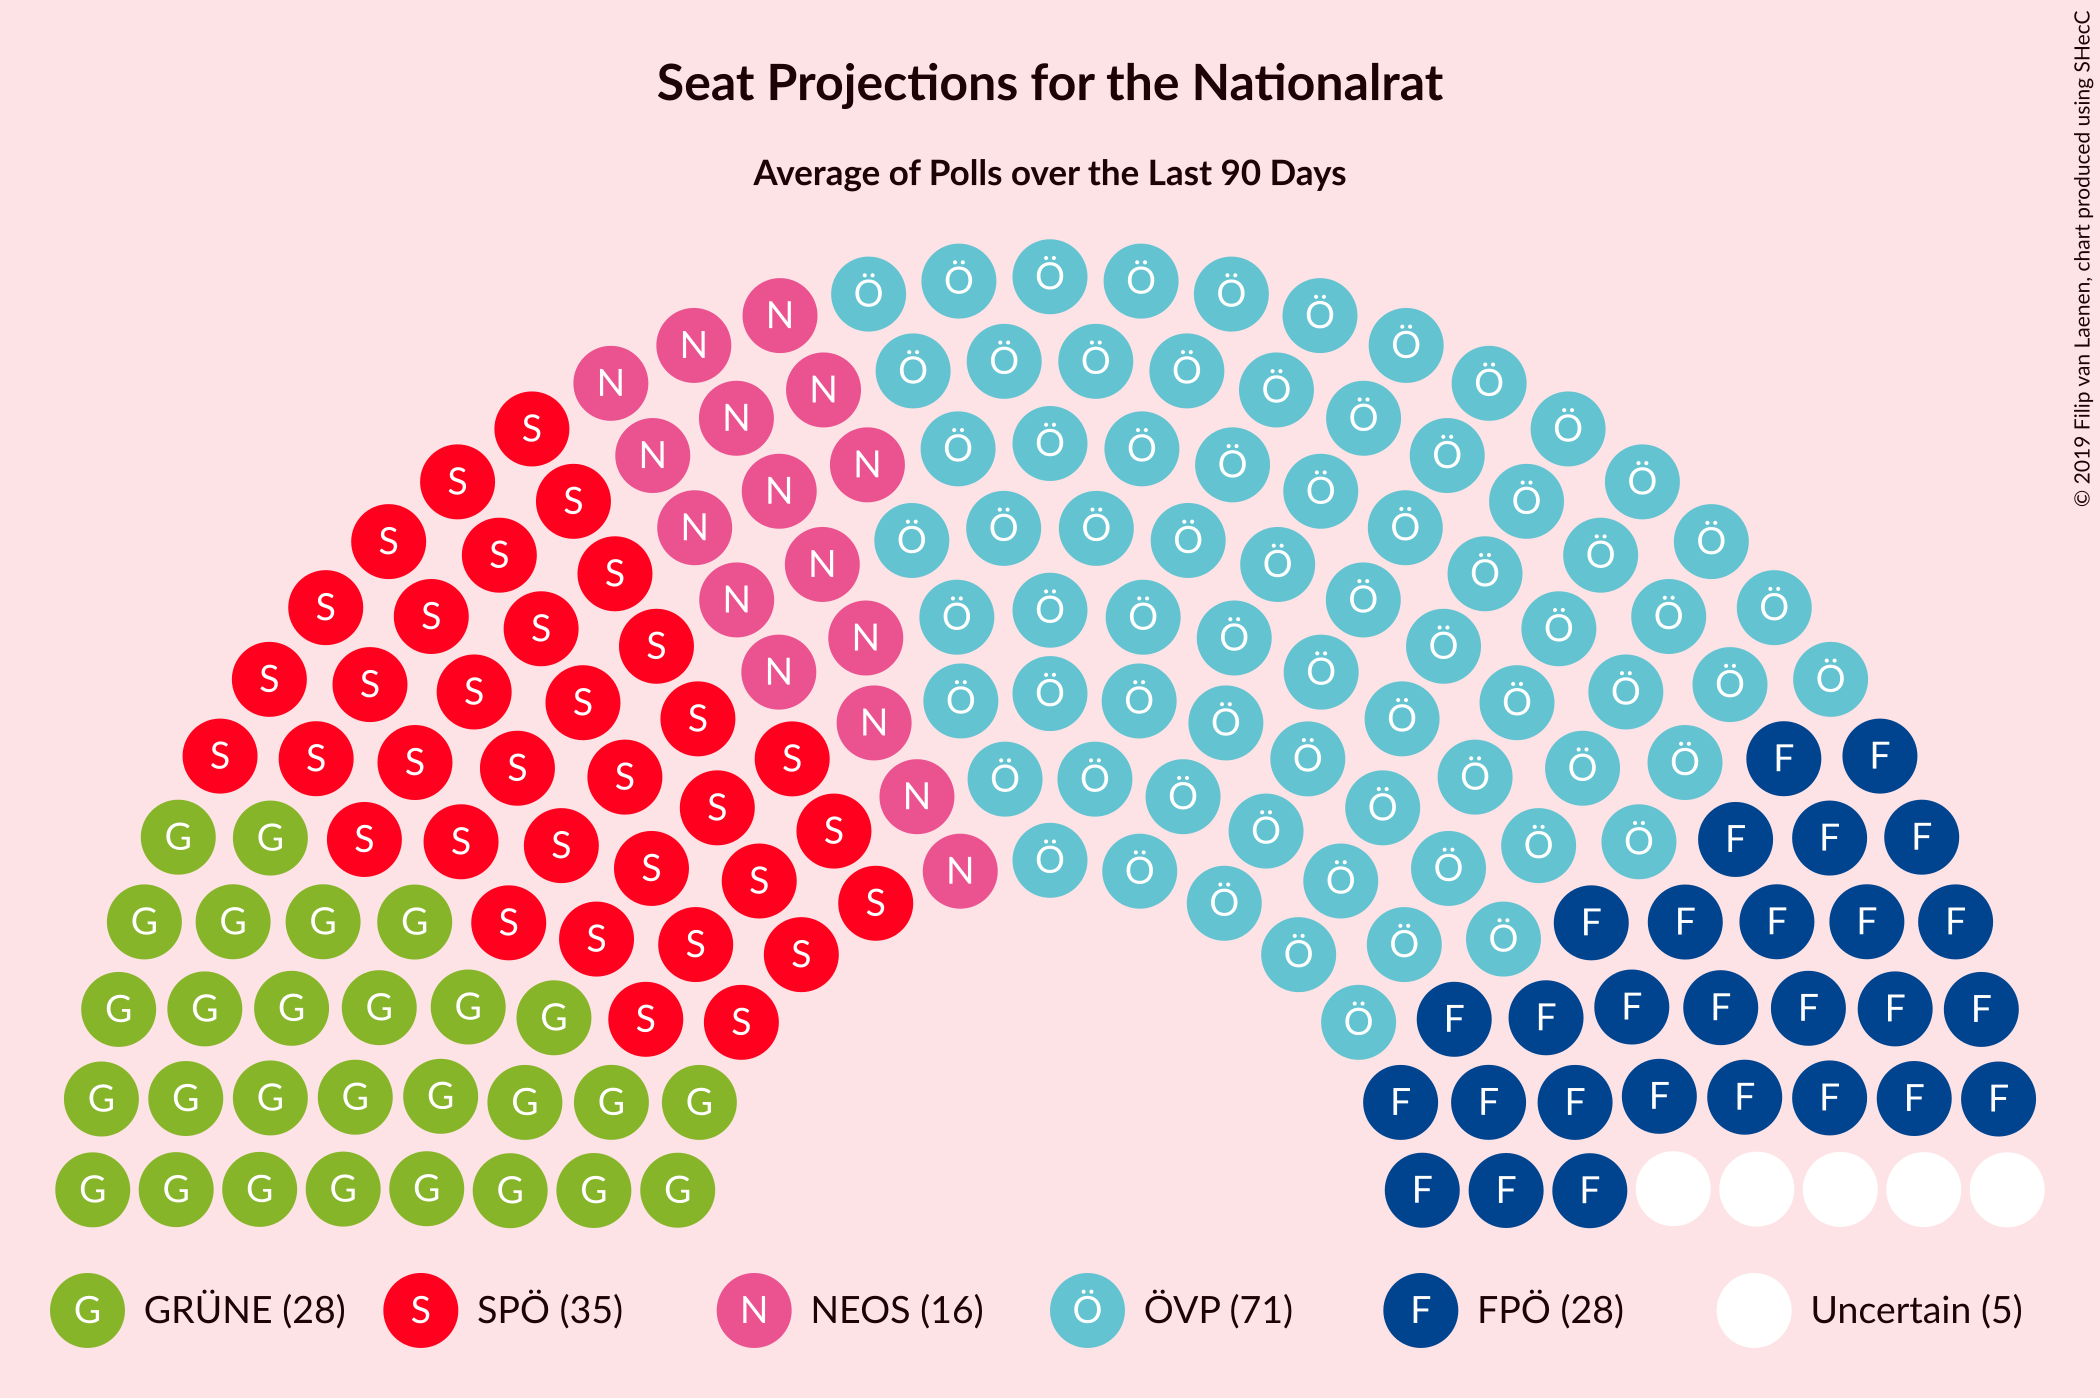 Seat Projections for the Nationalrat
Average of Polls over the Last 90 Days
© 2019 Filip van Laenen, chart produced using SHecC
Ö Ö Ö Ö Ö
N N Ö Ö
N N Ö Ö Ö Ö Ö Ö
S N N Ö Ö Ö Ö
S S N N N Ö Ö Ö Ö Ö Ö Ö Ö
S S S N N Ö Ö Ö Ö Ö Ö Ö Ö
S S S S N N Ö Ö Ö Ö Ö Ö Ö Ö
S S S S S N N Ö Ö Ö Ö Ö Ö Ö Ö Ö
S S S S S S N Ö Ö Ö Ö Ö Ö Ö F F
G G S S S S S S N Ö Ö Ö Ö Ö Ö Ö F F F
G G G G S S S S S S N Ö Ö Ö Ö Ö Ö F F F F F
G G G G G G S S Ö F F F F F F F
G G G G G G G G F F F F F F F F
G G G G G G G G F F F
G GRÜNE (28) S SPÖ (35) N NEOS (16) Ö ÖVP (71) F FPÖ (28) Uncertain (5)